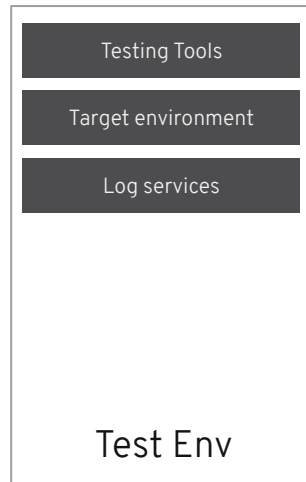 Testing Tools
Target environment
Log services
Test Env